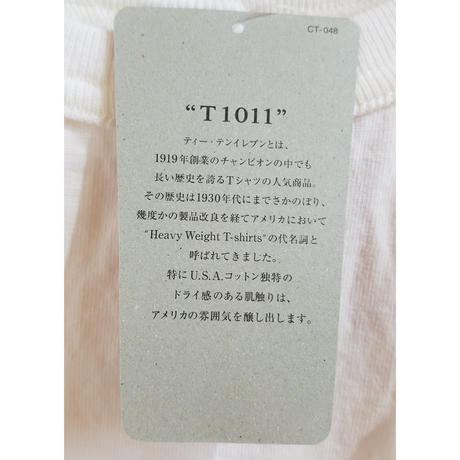 CT-048
“T1011”
ティー・テンイレブンとは、
1919年創業のチャンピオンの中でも
長い歴史を誇るTシャツの人気商品。
その歴史は1930年代にまでさかのぼり、
幾度かの製品改良を経てアメリカにおいて
“Heavy Weight T-shirts”の代名詞と
呼ばれてきました。
特にU.S.A.コットン独特の
ドライ感のある肌触りは、
アメリカの雰囲気を醸し出します。